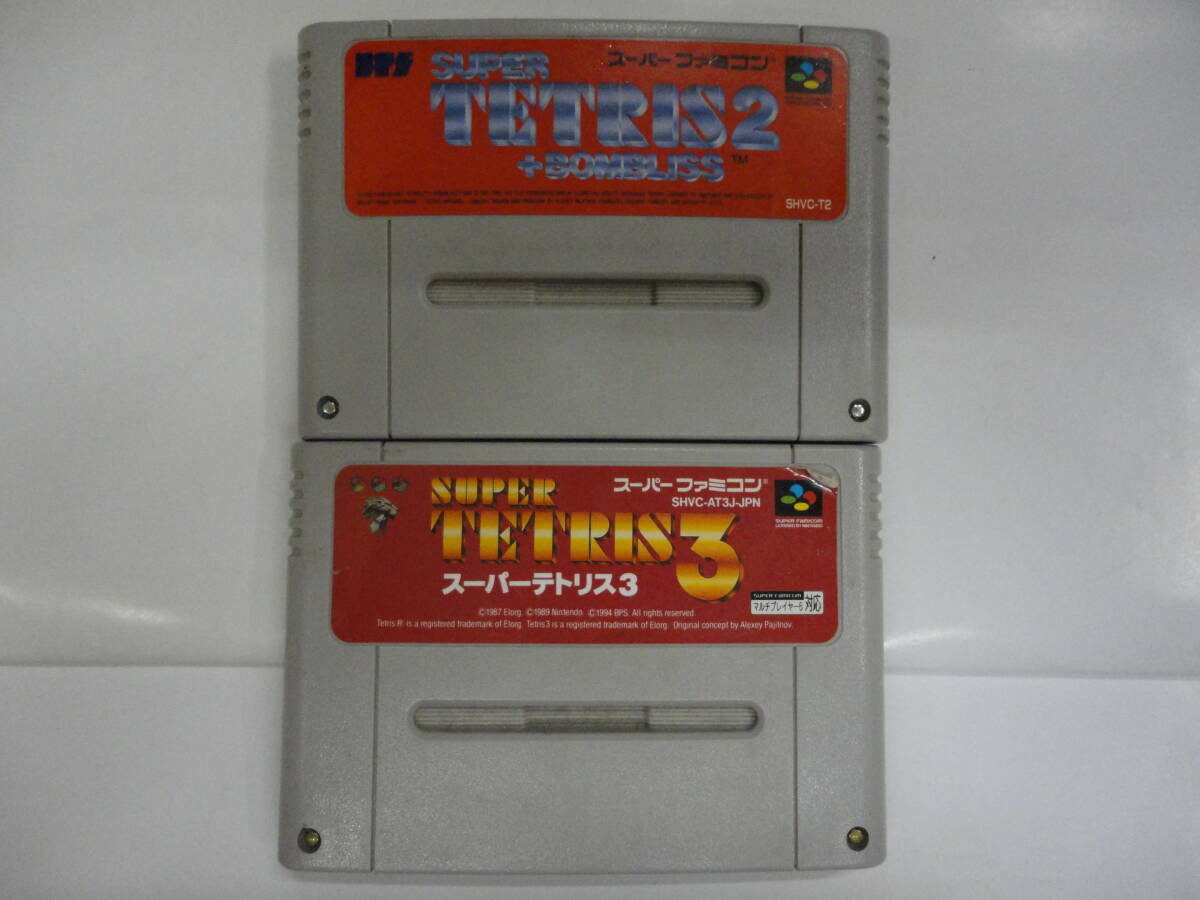 BPS
SUPER
スーパーファミコン
TETRIS2
+BOMBLISS™
SHVC-T2
SUPER
スーパーファミコン®
SHVC-AT3J-JPN
TETRIS3
スーパーテトリス3
SUPER FAMICOM
LICENSED BY NINTENDO
SUPER FAMICOM
マルチプレイヤー5対応
©1987 Elorg. ©1989 Nintendo. ©1994 BPS. All rights reserved.
Tetris® is a registered trademark of Elorg. Tetris3 is a registered trademark of Elorg. Original concept by Alexey Pajitnov.